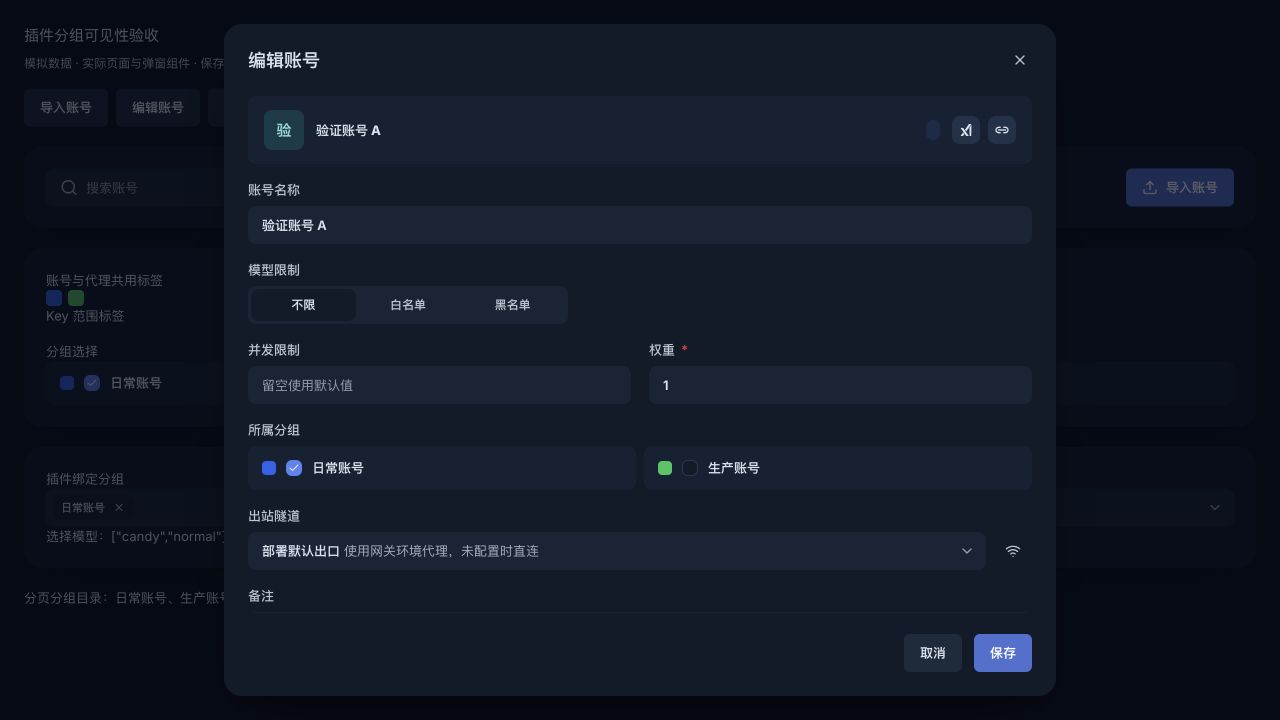 插件分组可见性验收
模拟数据 · 实际页面与弹窗组件 · 保存
导入账号
编辑账号
搜索账号
导入账号
账号与代理共用标签
Key 范围标签
分组选择
日常账号
插件绑定分组
日常账号
选择模型：["candy","normal"]
分页分组目录：日常账号、生产账号
编辑账号
验
验证账号 A
账号名称
验证账号 A
模型限制
不限
白名单
黑名单
并发限制
权重 *
留空使用默认值
1
所属分组
日常账号
生产账号
出站隧道
部署默认出口 使用网关环境代理，未配置时直连
备注
取消
保存